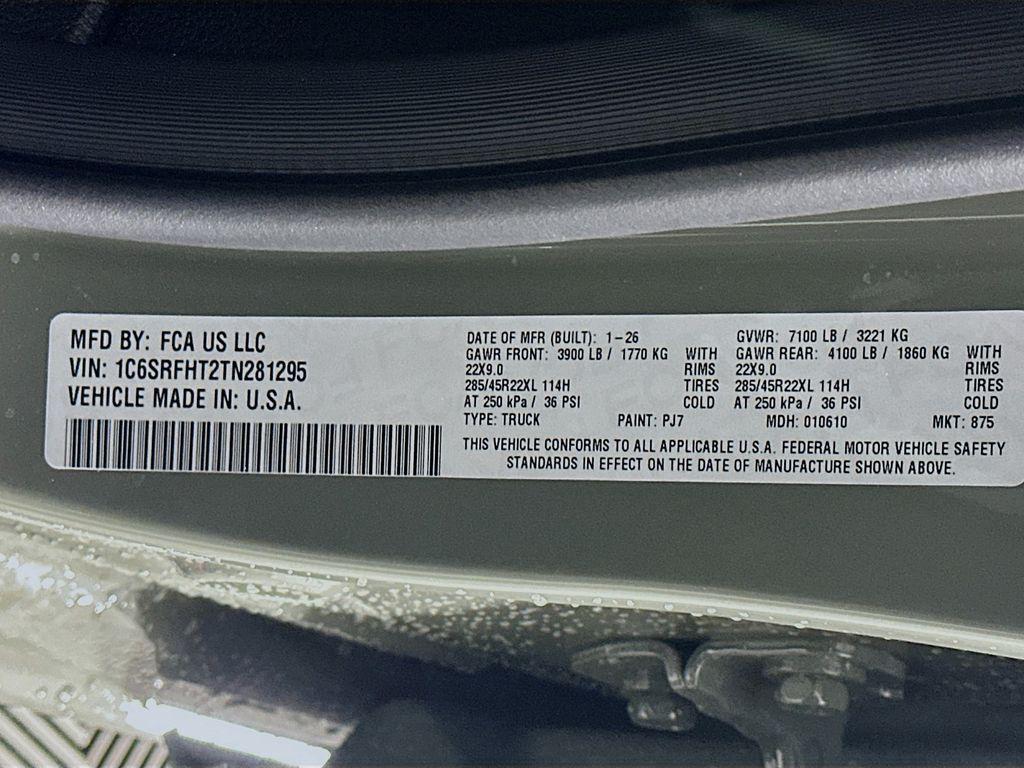 MFD BY: FCA US LLC
VIN: 1C6SRFHT2TN281295
VEHICLE MADE IN: U.S.A.
DATE OF MFR (BUILT): 1-26 GVWR: 7100 LB / 3221 KG
GAWR FRONT: 3900 LB / 1770 KG WITH GAWR REAR: 4100 LB / 1860 KG WITH
22X9.0 RIMS 22X9.0 RIMS
285/45R22XL 114H TIRES 285/45R22XL 114H TIRES
AT 250 kPa / 36 PSI COLD AT 250 kPa / 36 PSI COLD
TYPE: TRUCK PAINT: PJ7 MDH: 010610 MKT: 875
THIS VEHICLE CONFORMS TO ALL APPLICABLE U.S.A. FEDERAL MOTOR VEHICLE SAFETY
STANDARDS IN EFFECT ON THE DATE OF MANUFACTURE SHOWN ABOVE.